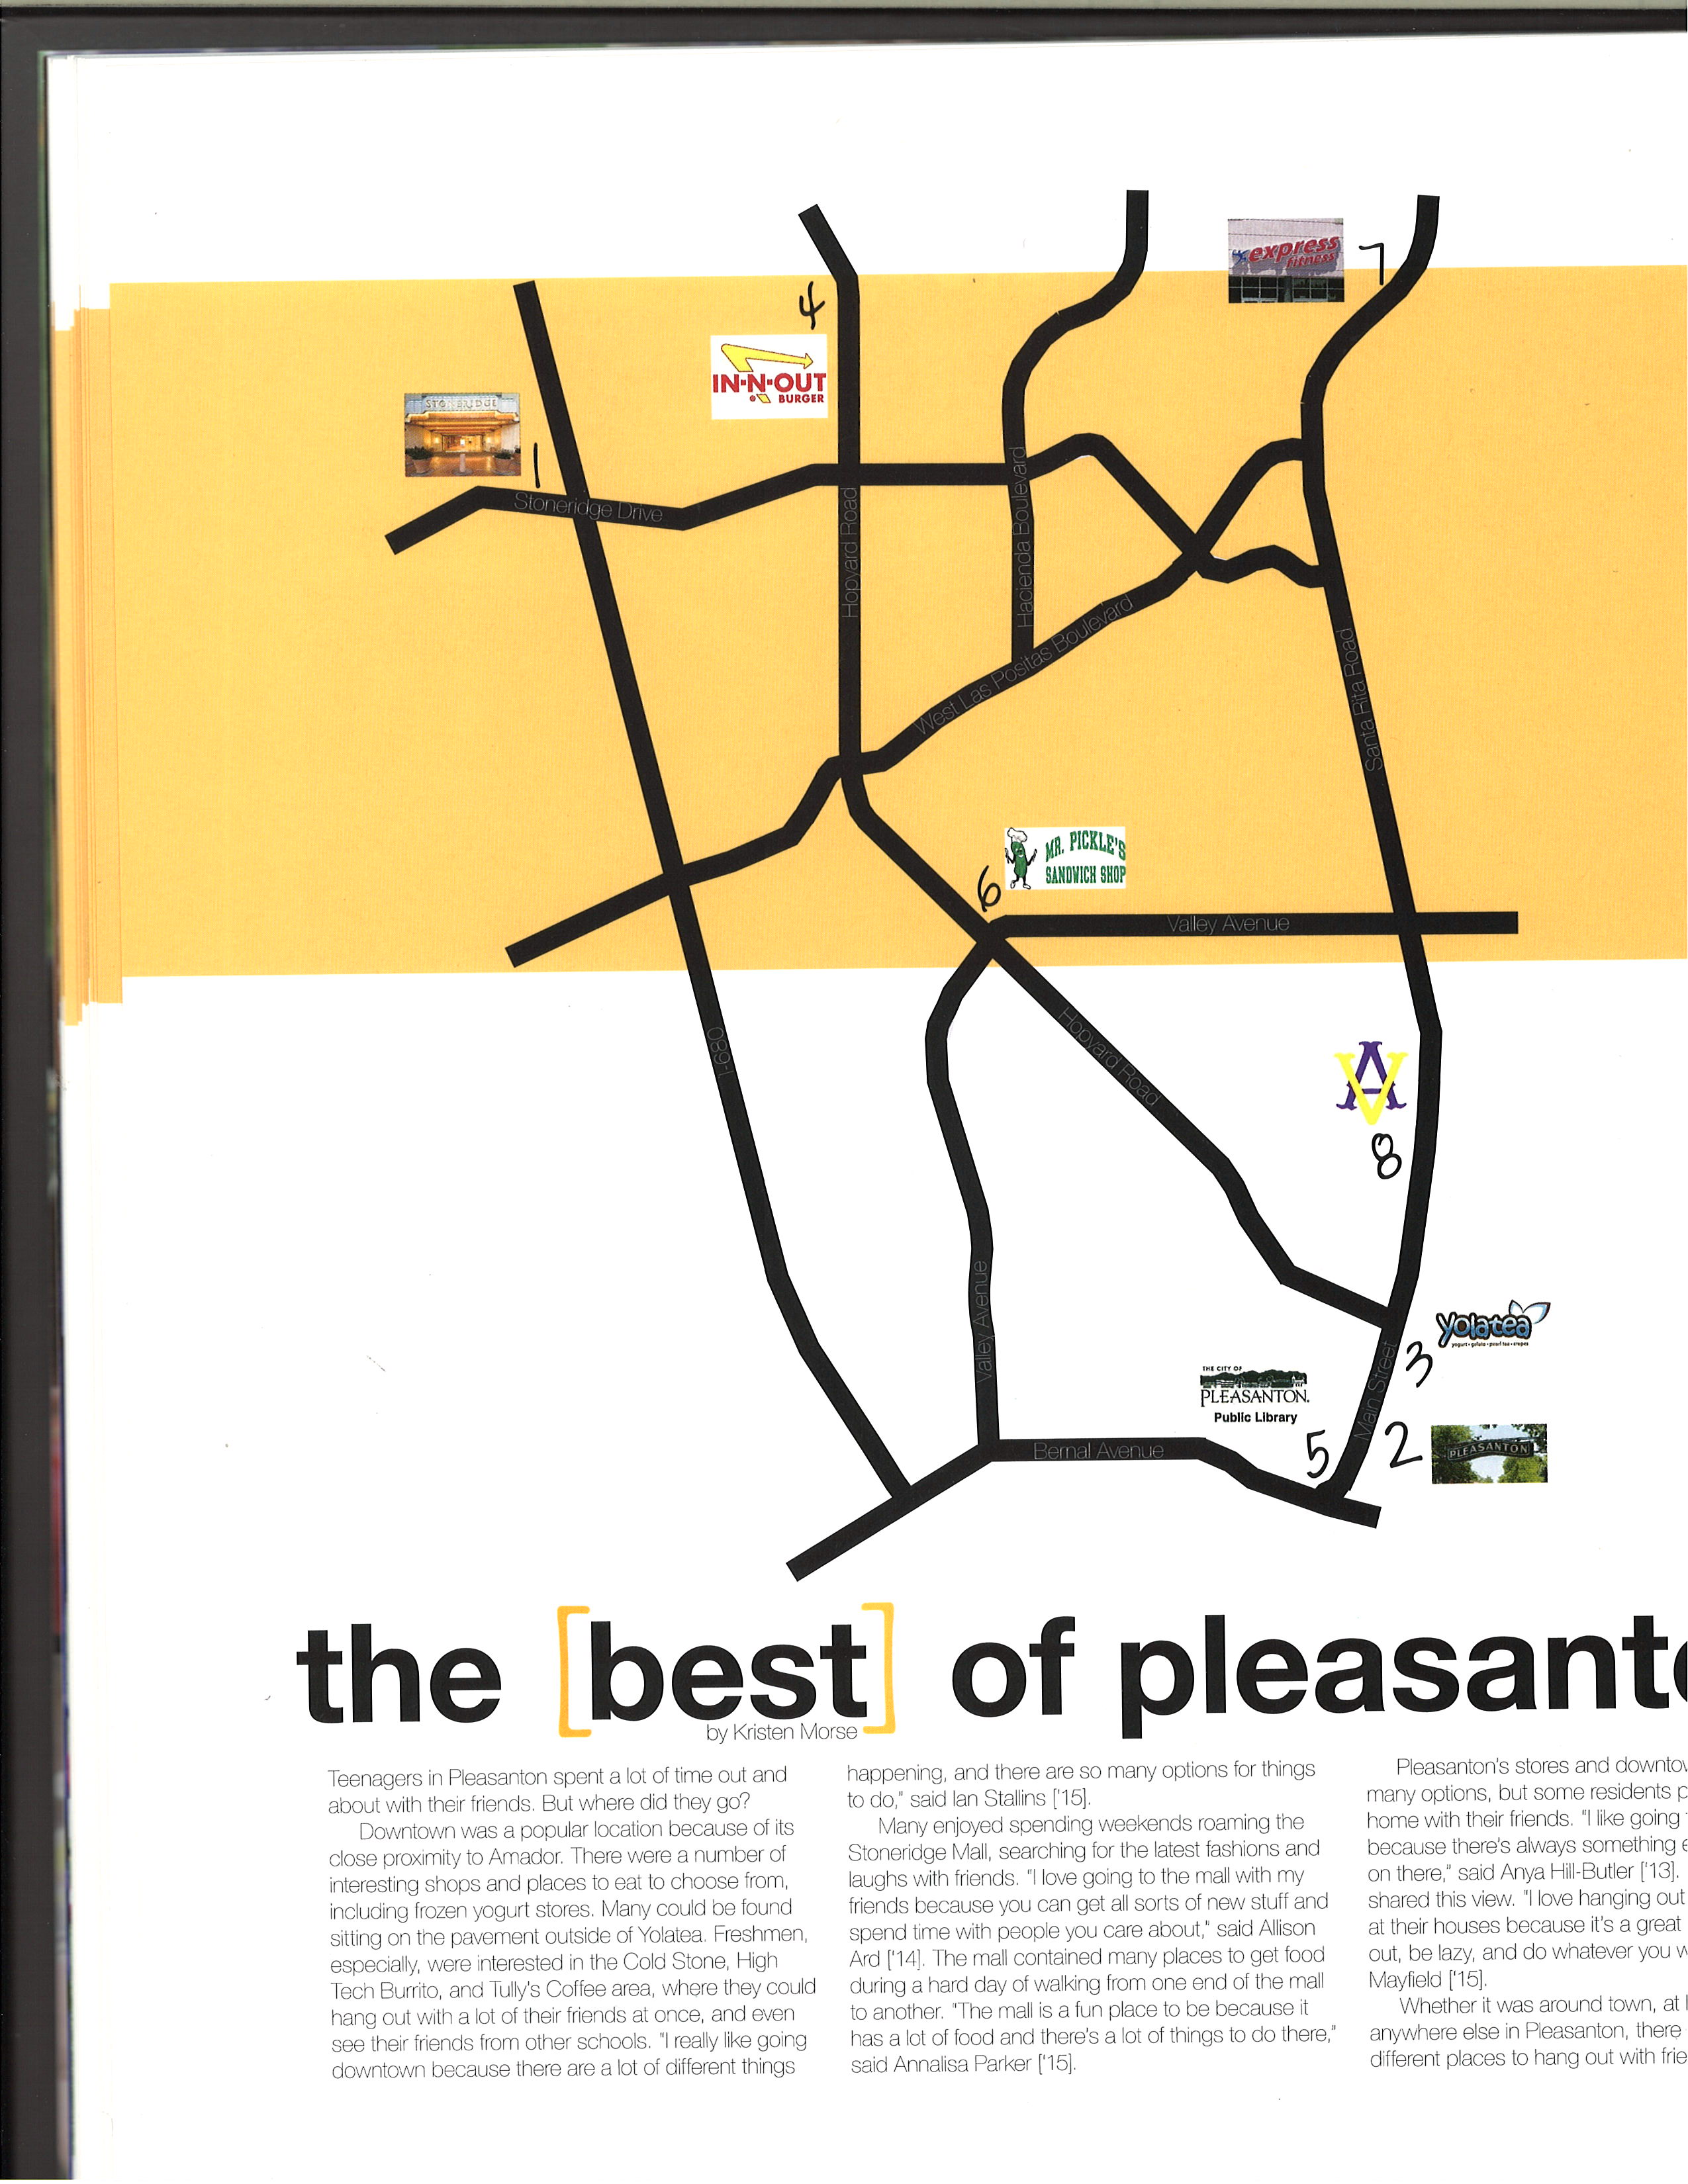 express
fitness
7
4
IN-N-OUT
BURGER
STONERIDGE
1
Stoneridge Drive
Hopyard Road
Hacienda Boulevard
West Las Positas Boulevard
Santa Rita Road
MR. PICKLE'S
SANDWICH SHOP
6
Valley Avenue
I-680
Hopyard Road
AV
8
yolatea
yogurt • gelato • pearl tea • crepes
3
Main Street
THE CITY OF
PLEASANTON.
Public Library
Valley Avenue
5
2
PLEASANTON
Bernal Avenue
the [best] of pleasanto
by Kristen Morse
Teenagers in Pleasanton spent a lot of time out and
about with their friends. But where did they go?
Downtown was a popular location because of its
close proximity to Amador. There were a number of
interesting shops and places to eat to choose from,
including frozen yogurt stores. Many could be found
sitting on the pavement outside of Yolatea. Freshmen,
especially, were interested in the Cold Stone, High
Tech Burrito, and Tully's Coffee area, where they could
hang out with a lot of their friends at once, and even
see their friends from other schools. "I really like going
downtown because there are a lot of different things
happening, and there are so many options for things
to do," said Ian Stallins ['15].
Many enjoyed spending weekends roaming the
Stoneridge Mall, searching for the latest fashions and
laughs with friends. "I love going to the mall with my
friends because you can get all sorts of new stuff and
spend time with people you care about," said Allison
Ard ['14]. The mall contained many places to get food
during a hard day of walking from one end of the mall
to another. "The mall is a fun place to be because it
has a lot of food and there's a lot of things to do there,"
said Annalisa Parker ['15].
Pleasanton's stores and downtow
many options, but some residents p
home with their friends. "I like going
because there's always something e
on there," said Anya Hill-Butler ['13].
shared this view. "I love hanging out
at their houses because it's a great
out, be lazy, and do whatever you w
Mayfield ['15].
Whether it was around town, at
anywhere else in Pleasanton, there
different places to hang out with frie